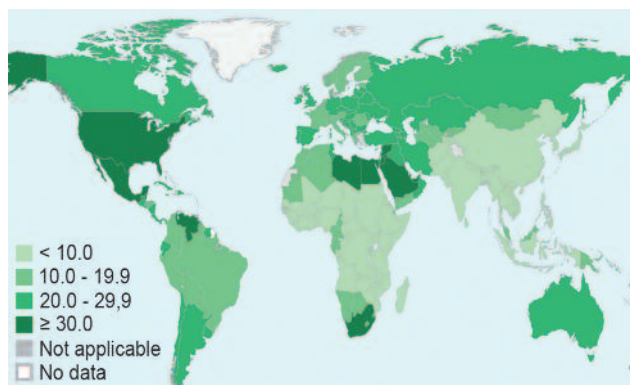 < 10.0
10.0 - 19.9
20.0 - 29,9
≥ 30.0
Not applicable
No data